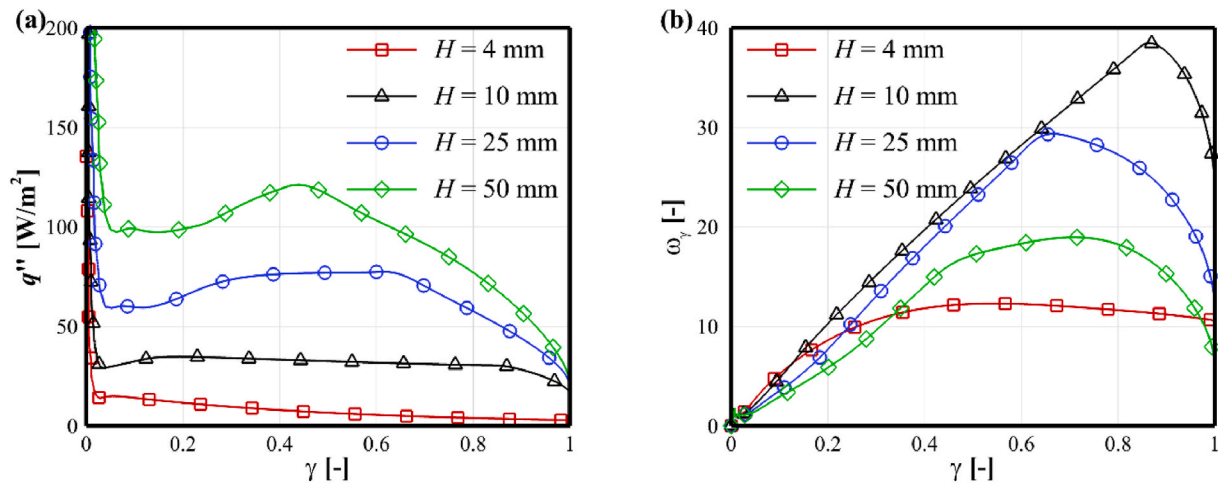 (a)
200
150
100
50
0
q'' [W/m²]
0 0.2 0.4 0.6 0.8 1
γ [-]
H = 4 mm
H = 10 mm
H = 25 mm
H = 50 mm
(b)
40
30
20
10
0
ωγ [-]
0 0.2 0.4 0.6 0.8 1
γ [-]
H = 4 mm
H = 10 mm
H = 25 mm
H = 50 mm